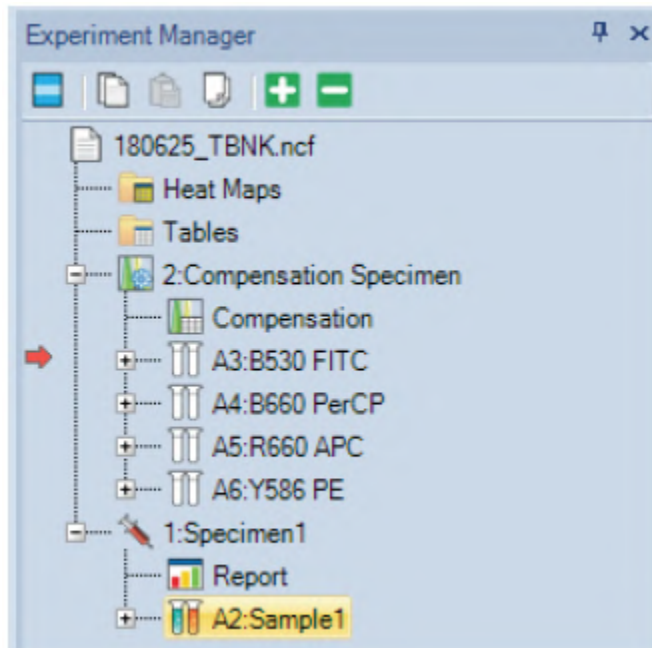 Experiment Manager
180625_TBNK.ncf
Heat Maps
Tables
2:Compensation Specimen
Compensation
A3:B530 FITC
A4:B660 PerCP
A5:R660 APC
A6:Y586 PE
1:Specimen1
Report
A2:Sample1